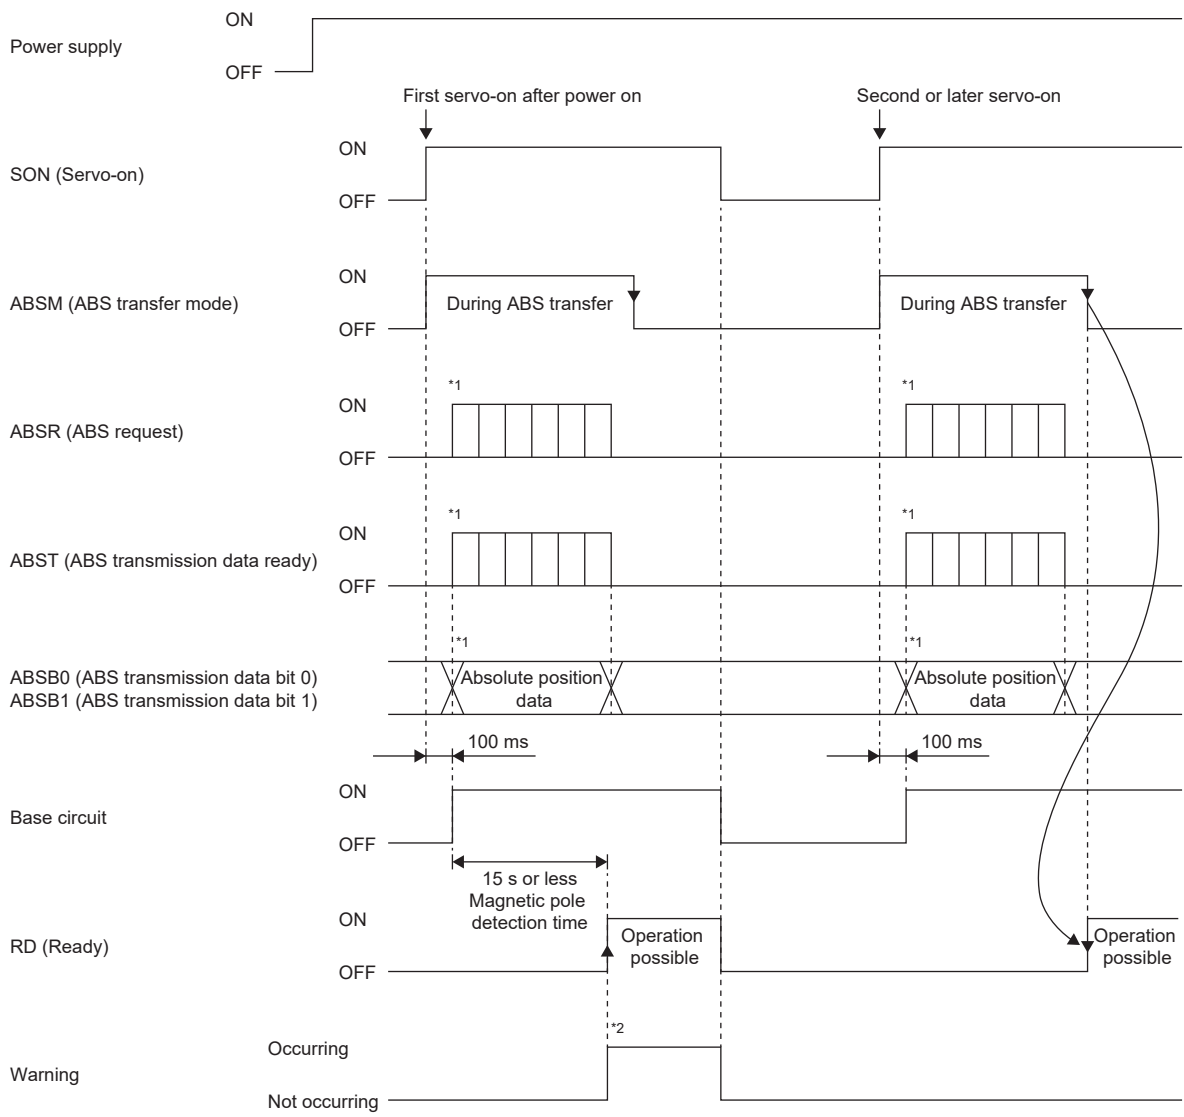 ON
Power supply
OFF
First servo-on after power on
Second or later servo-on
ON
SON (Servo-on)
OFF
ON
ABSM (ABS transfer mode)
During ABS transfer
During ABS transfer
OFF
*1
*1
ON
ABSR (ABS request)
OFF
*1
*1
ON
ABST (ABS transmission data ready)
OFF
*1
*1
ABSB0 (ABS transmission data bit 0)
ABSB1 (ABS transmission data bit 1)
Absolute position
data
Absolute position
data
100 ms
100 ms
ON
Base circuit
OFF
15 s or less
Magnetic pole
detection time
ON
RD (Ready)
Operation
possible
Operation
possible
OFF
*2
Occurring
Warning
Not occurring